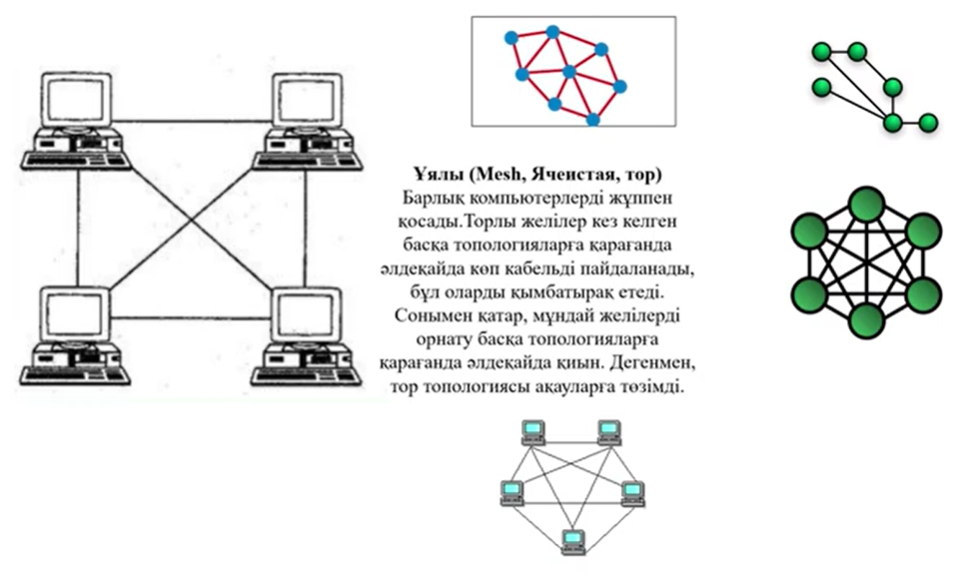 Ұялы (Mesh, Ячеистая, тор)
Барлық компьютерлерді жұппен
қосады.Торлы желілер кез келген
басқа топологияларға қарағанда
әлдеқайда көп кабельді пайдаланады,
бұл оларды қымбатырақ етеді.
Сонымен қатар, мұндай желілерді
орнату басқа топологияларға
қарағанда әлдеқайда қиын. Дегенмен,
тор топологиясы ақауларға төзімді.